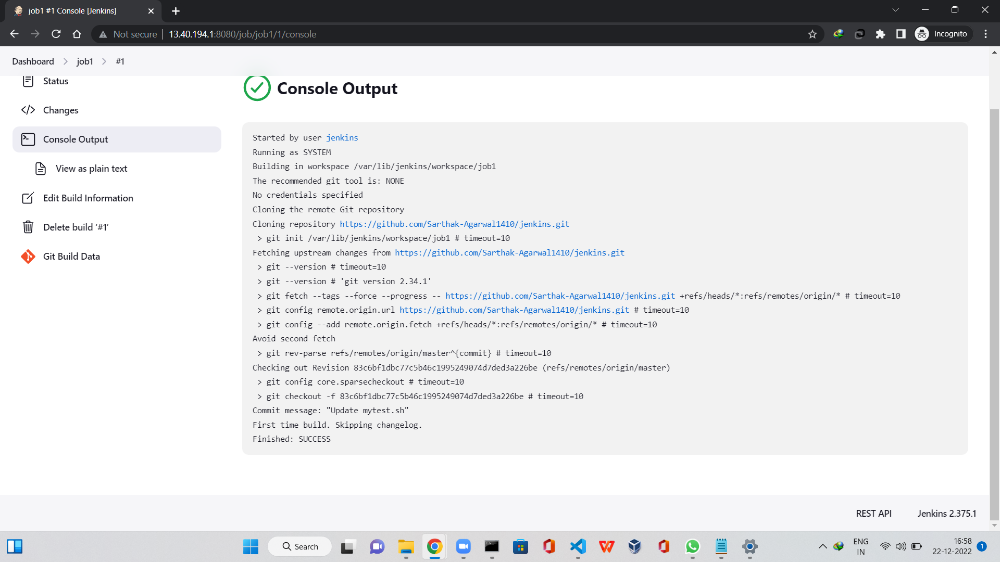 job1 #1 Console [Jenkins]
Not secure
13.40.194.1:8080/job/job1/1/console
Incognito
Dashboard
job1
#1
Status
Changes
Console Output
View as plain text
Edit Build Information
Delete build ‘#1’
Git Build Data
Console Output
Started by user jenkins
Running as SYSTEM
Building in workspace /var/lib/jenkins/workspace/job1
The recommended git tool is: NONE
No credentials specified
Cloning the remote Git repository
Cloning repository https://github.com/Sarthak-Agarwal1410/jenkins.git
> git init /var/lib/jenkins/workspace/job1 # timeout=10
Fetching upstream changes from https://github.com/Sarthak-Agarwal1410/jenkins.git
> git --version # timeout=10
> git --version # 'git version 2.34.1'
> git fetch --tags --force --progress -- https://github.com/Sarthak-Agarwal1410/jenkins.git +refs/heads/*:refs/remotes/origin/* # timeout=10
> git config remote.origin.url https://github.com/Sarthak-Agarwal1410/jenkins.git # timeout=10
> git config --add remote.origin.fetch +refs/heads/*:refs/remotes/origin/* # timeout=10
Avoid second fetch
> git rev-parse refs/remotes/origin/master^{commit} # timeout=10
Checking out Revision 83c6bf1dbc77c5b46c1995249074d7ded3a226be (refs/remotes/origin/master)
> git config core.sparsecheckout # timeout=10
> git checkout -f 83c6bf1dbc77c5b46c1995249074d7ded3a226be # timeout=10
Commit message: "Update mytest.sh"
First time build. Skipping changelog.
Finished: SUCCESS
REST API
Jenkins 2.375.1
Search
ENG
IN
16:58
22-12-2022
1